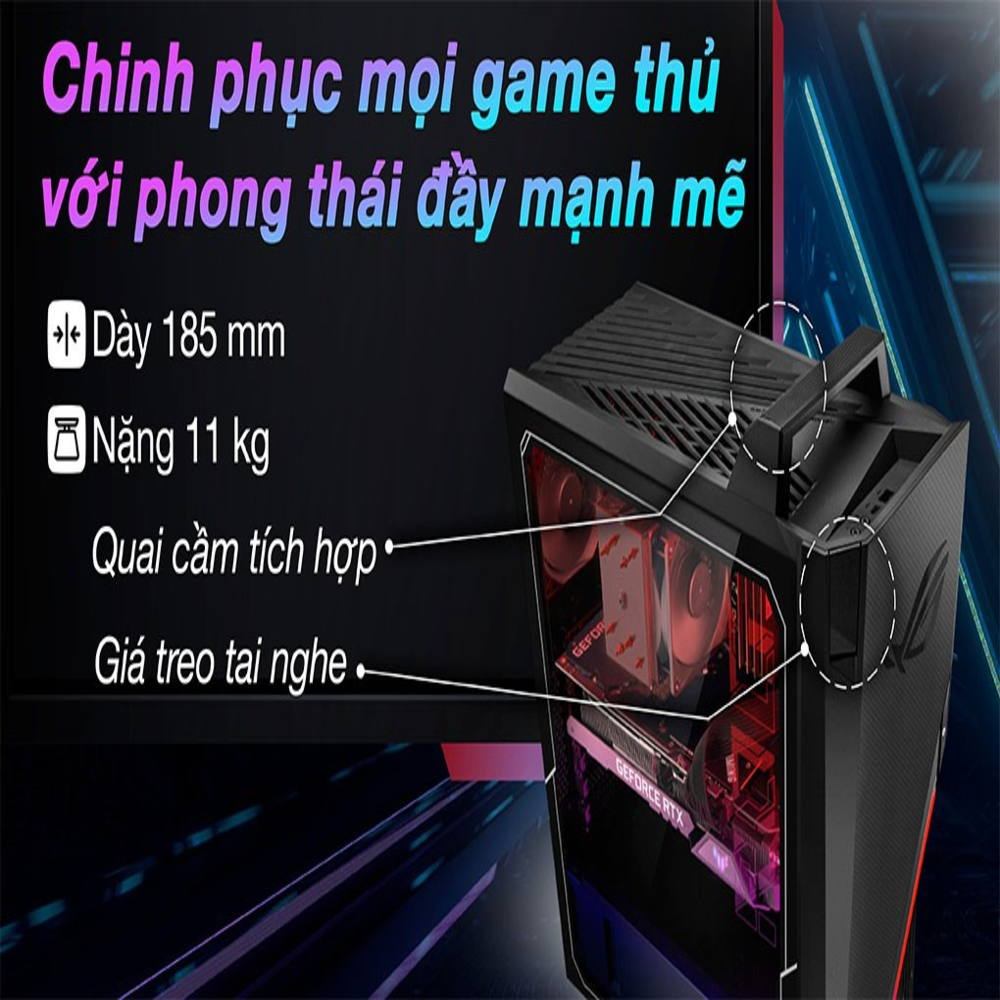 Chinh phục mọi game thủ
với phong thái đầy mạnh mẽ
Dày 185 mm
Nặng 11 kg
Quai cầm tích hợp
Giá treo tai nghe
GEFOR
GEFORCE RTX